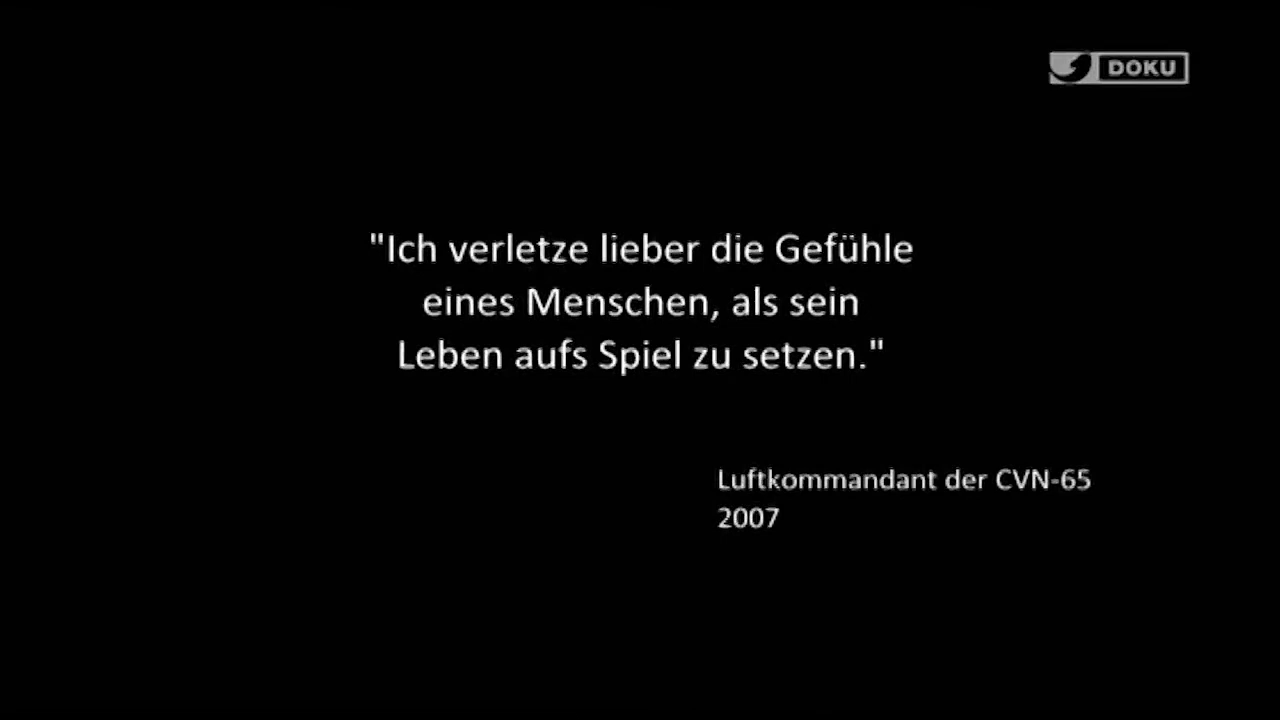 DOKU
"Ich verletze lieber die Gefühle
eines Menschen, als sein
Leben aufs Spiel zu setzen."
Luftkommandant der CVN-65
2007